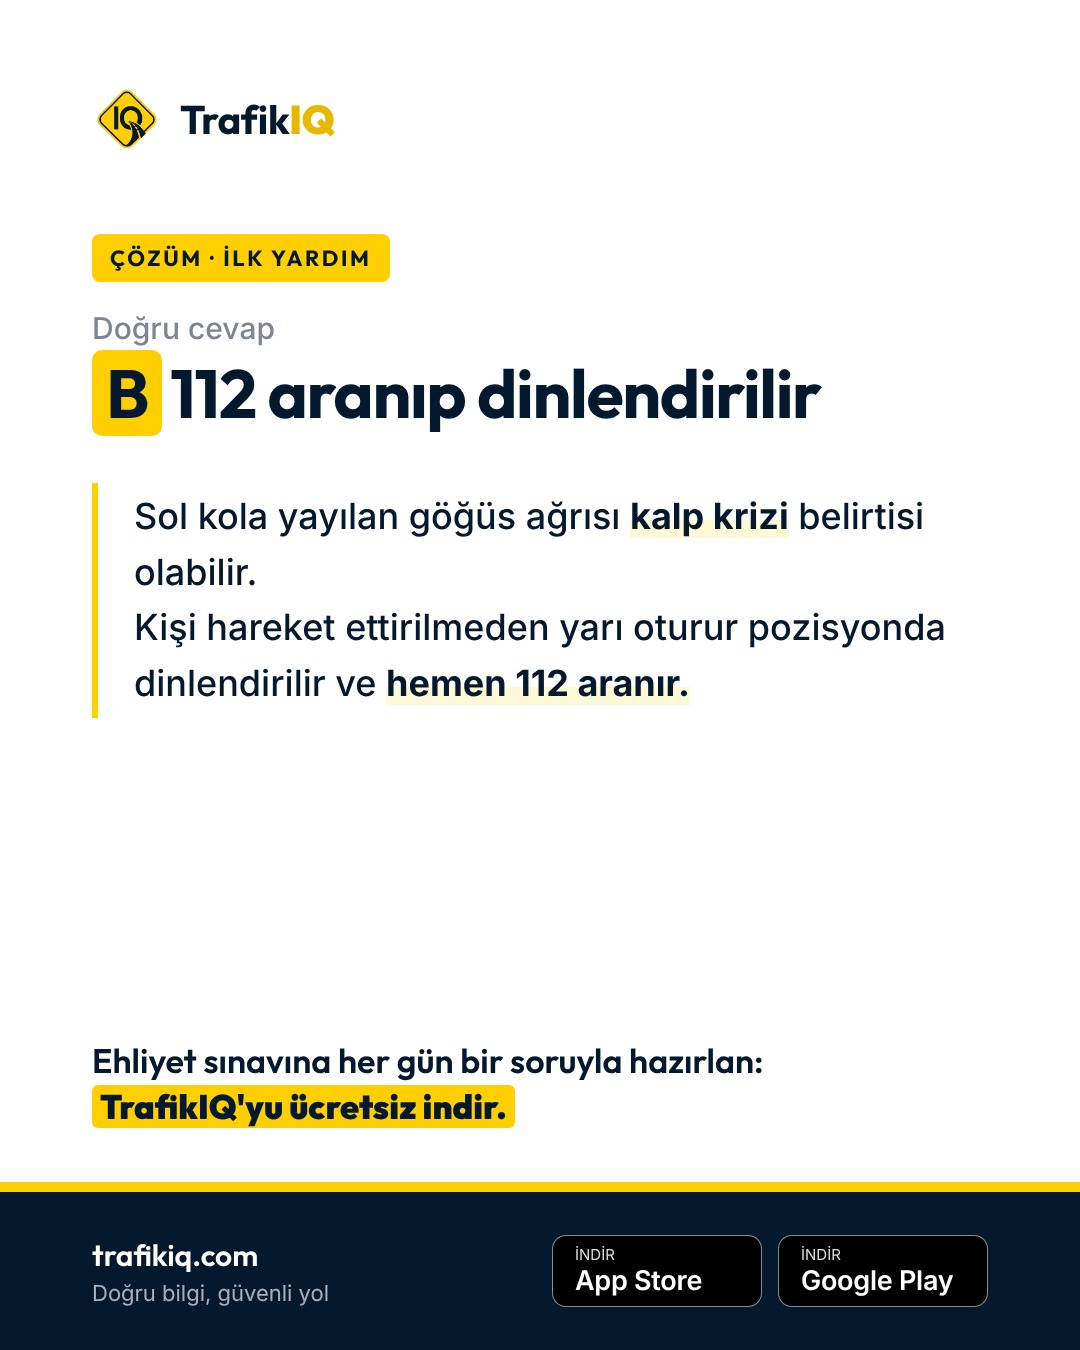 IQ
TrafikIQ
ÇÖZÜM · İLK YARDIM
Doğru cevap
B 112 aranıp dinlendirilir
Sol kola yayılan göğüs ağrısı kalp krizi belirtisi
olabilir.
Kişi hareket ettirilmeden yarı oturur pozisyonda
dinlendirilir ve hemen 112 aranır.
Ehliyet sınavına her gün bir soruyla hazırlan:
TrafikIQ'yu ücretsiz indir.
trafikiq.com
Doğru bilgi, güvenli yol
İNDİR
App Store
İNDİR
Google Play